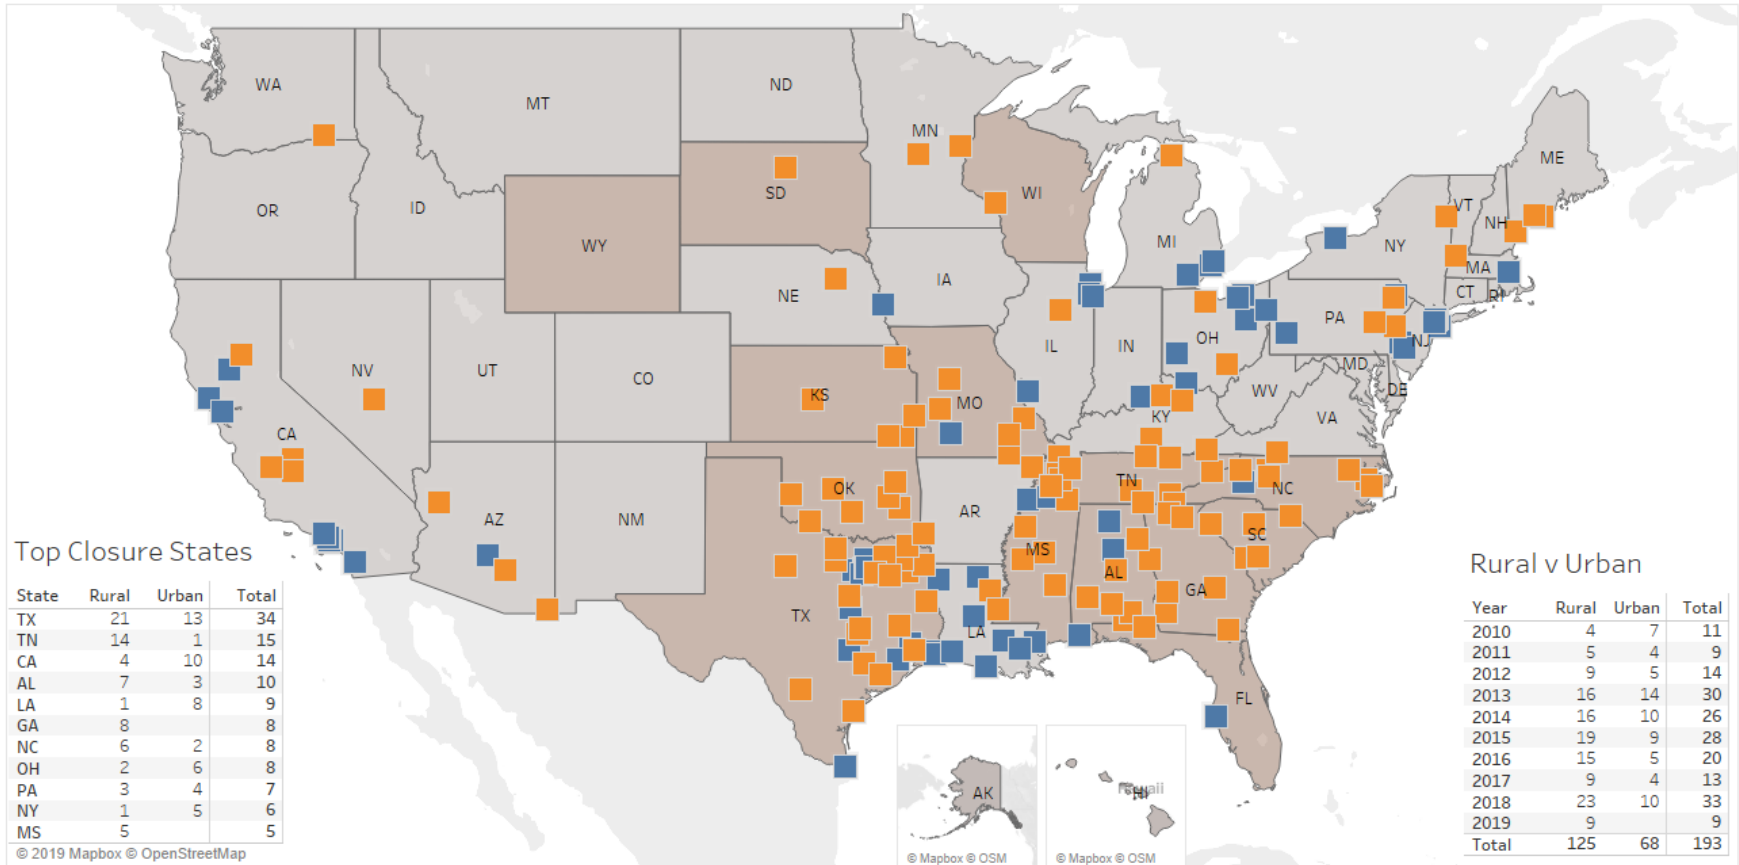 WA
MT
ND
MN
ME
SD
WI
VT
OR
ID
NH
WY
MI
NY
MA
IA
NE
CT
RI
PA
OH
NJ
IL
IN
MD
NV
UT
CO
DE
KS
WV
MO
KY
VA
CA
TN
OK
NC
AZ
NM
AR
SC
MS
AL
GA
TX
LA
FL
AK
Hawaii
HI
Top Closure States
State Rural Urban Total
TX 21 13 34
TN 14 1 15
CA 4 10 14
AL 7 3 10
LA 1 8 9
GA 8 8
NC 6 2 8
OH 2 6 8
PA 3 4 7
NY 1 5 6
MS 5 5
© 2019 Mapbox © OpenStreetMap
© Mapbox © OSM
© Mapbox © OSM
Rural v Urban
Year Rural Urban Total
2010 4 7 11
2011 5 4 9
2012 9 5 14
2013 16 14 30
2014 16 10 26
2015 19 9 28
2016 15 5 20
2017 9 4 13
2018 23 10 33
2019 9 9
Total 125 68 193